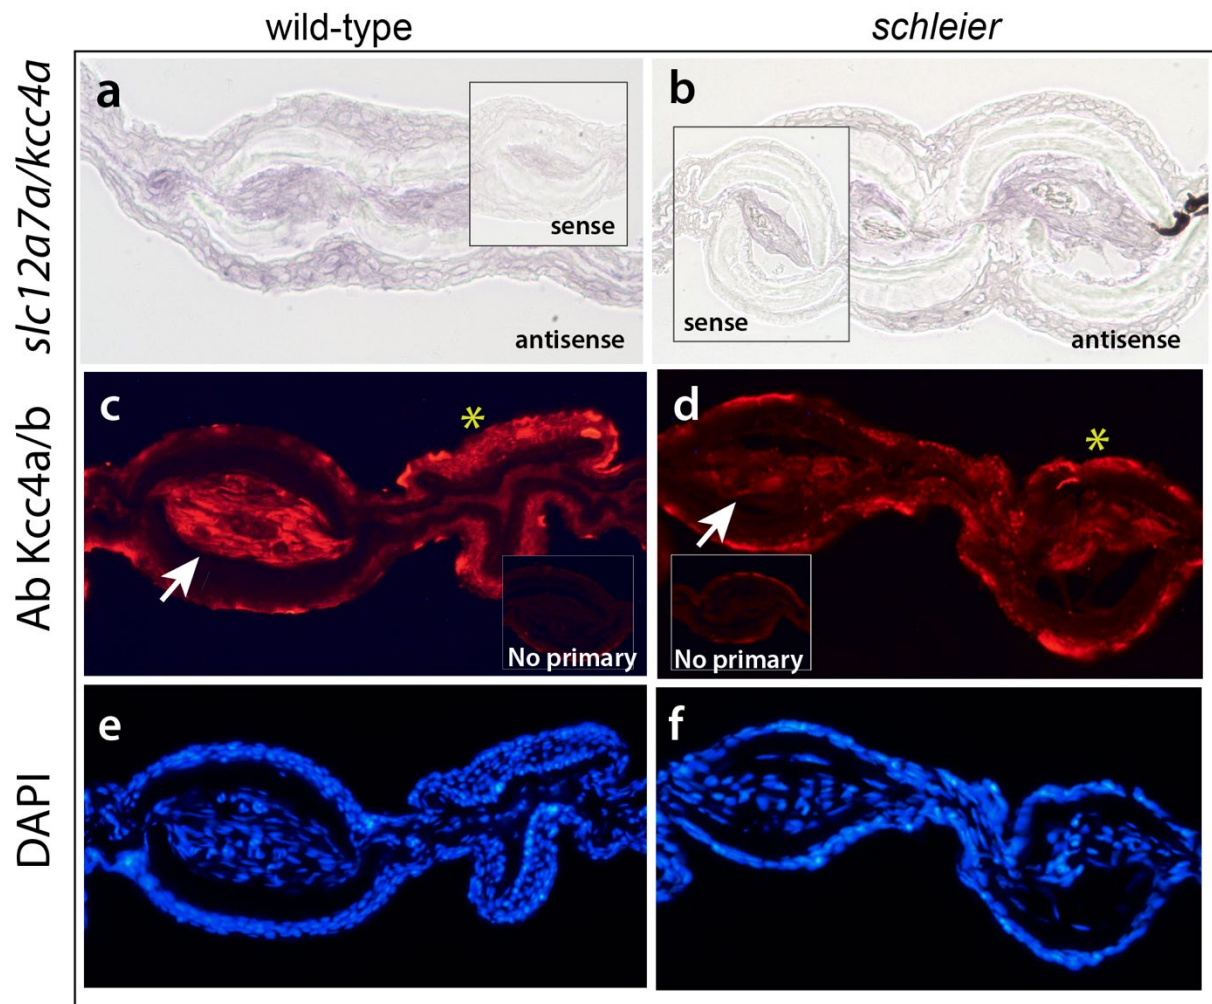 wild-type
schleier
slc12a7a/kcc4a
a
sense
antisense
b
sense
antisense
Ab Kcc4a/b
c
*
No primary
d
*
No primary
DAPI
e
f